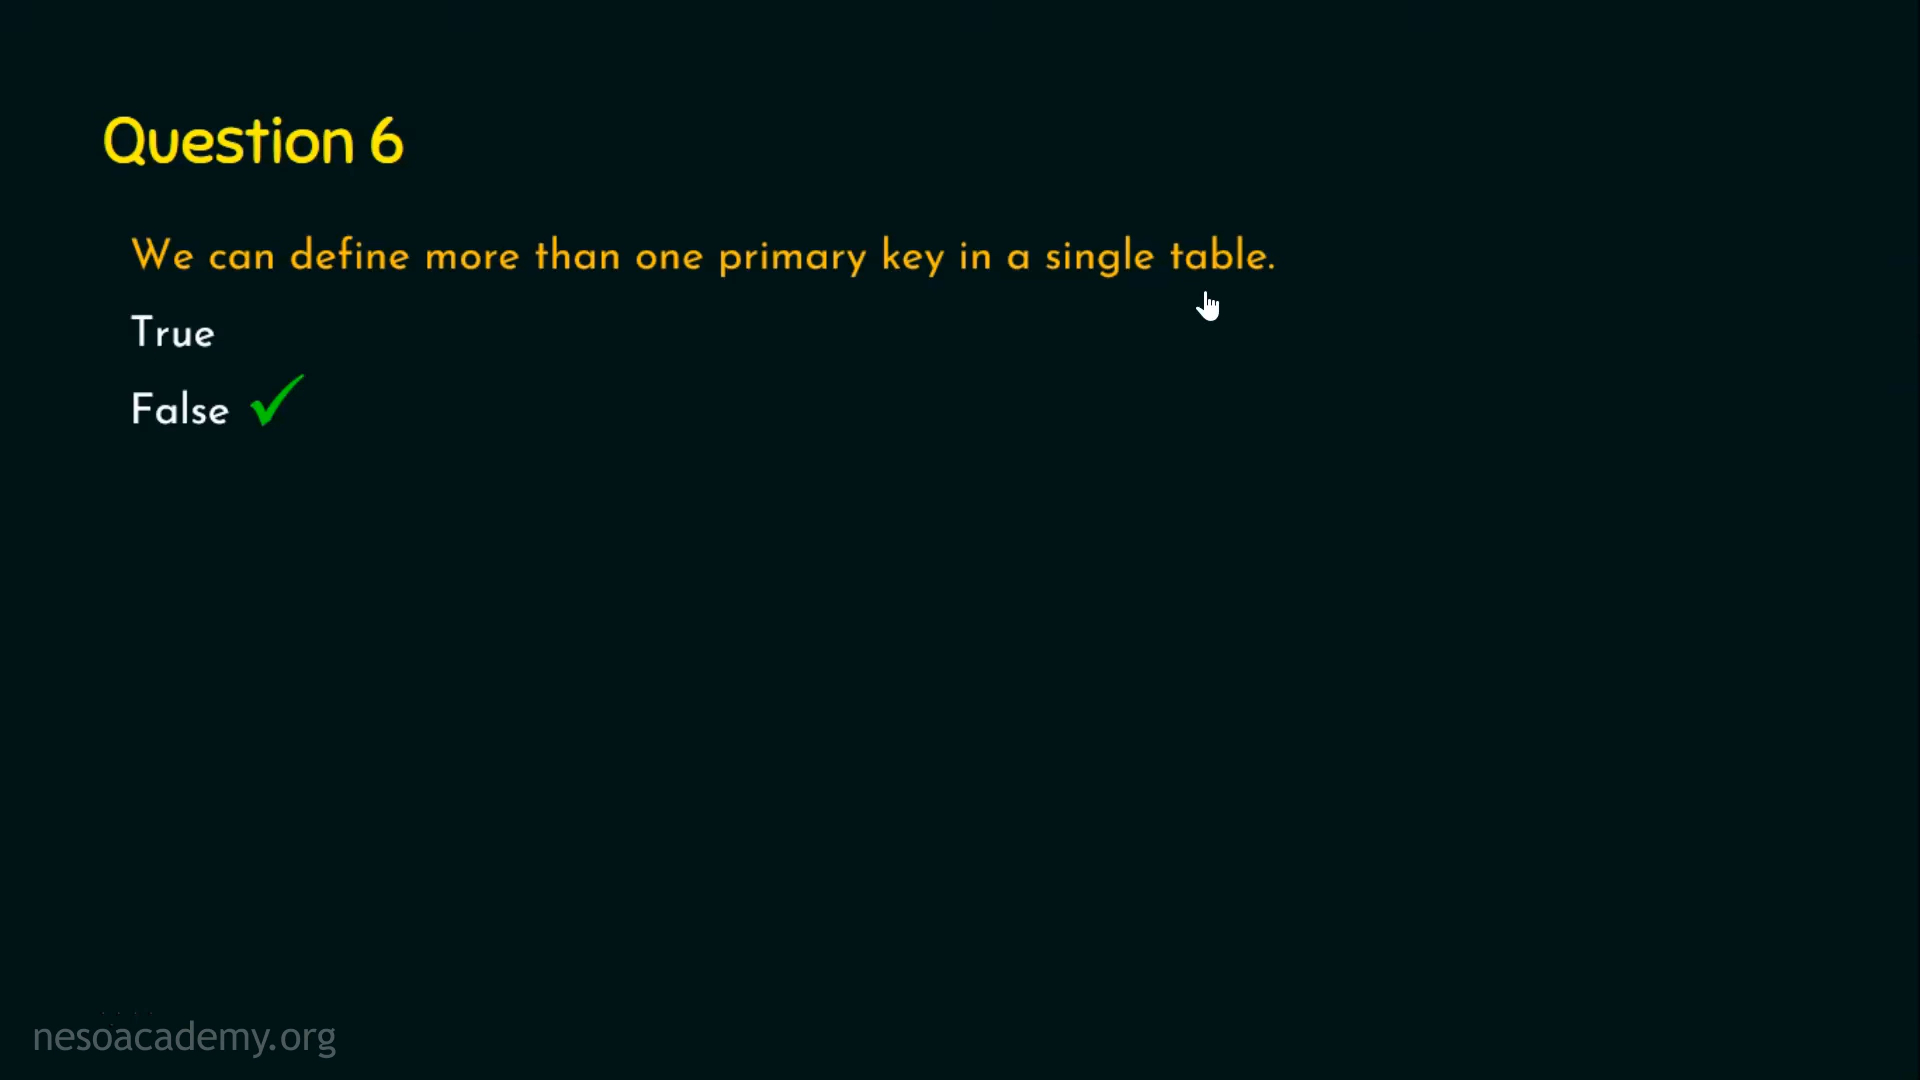 Question 6
We can define more than one primary key in a single table.
True
False
nesoacademy.org